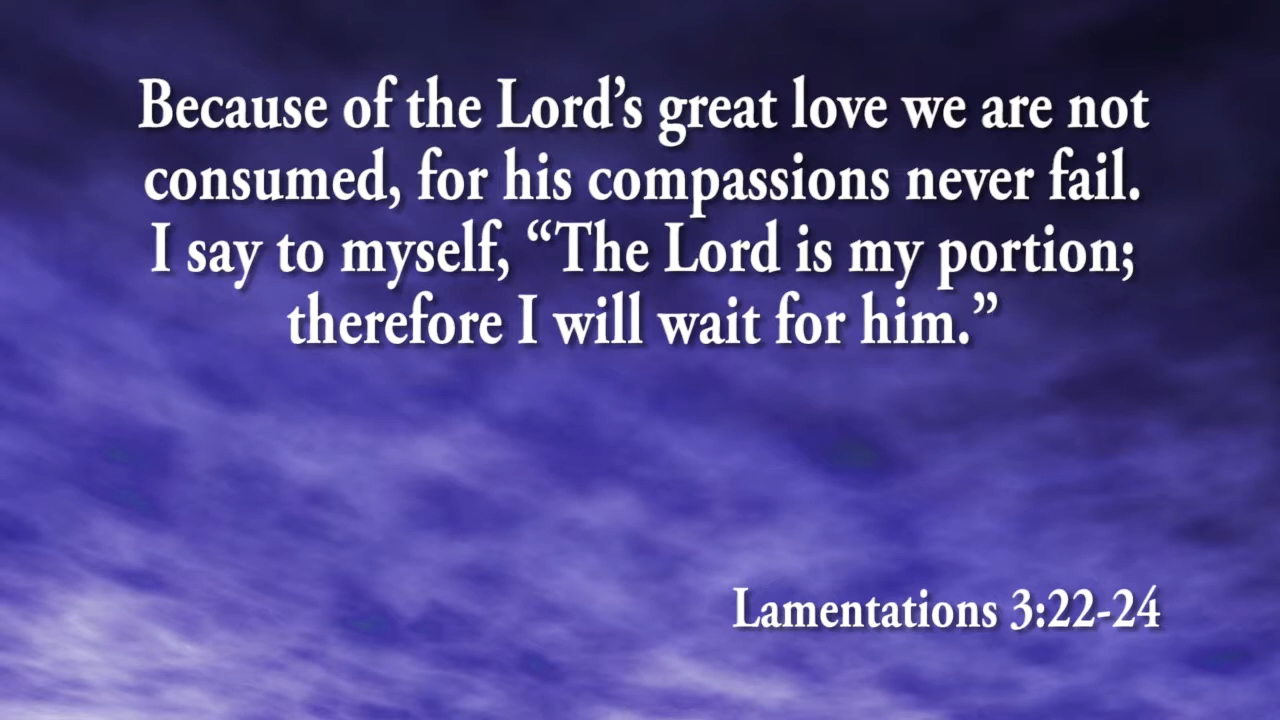 Because of the Lord’s great love we are not
consumed, for his compassions never fail.
I say to myself, “The Lord is my portion;
therefore I will wait for him.”
Lamentations 3:22-24